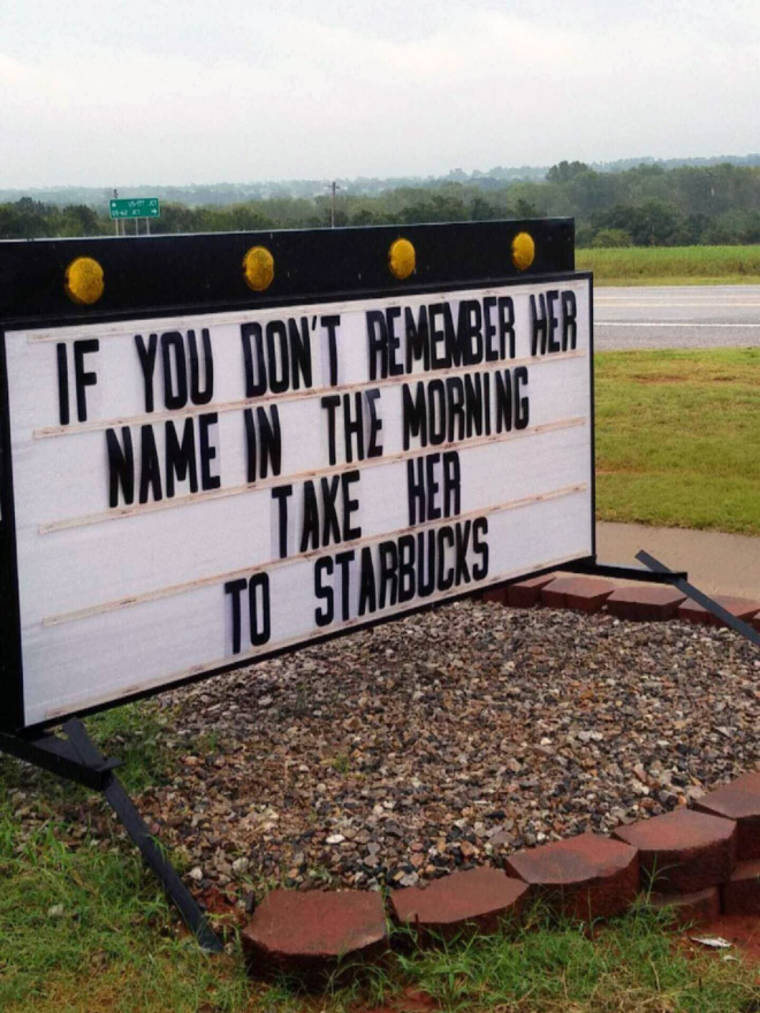 IF YOU DON'T REMEMBER HER
NAME IN THE MORNING
TAKE HER
TO STARBUCKS